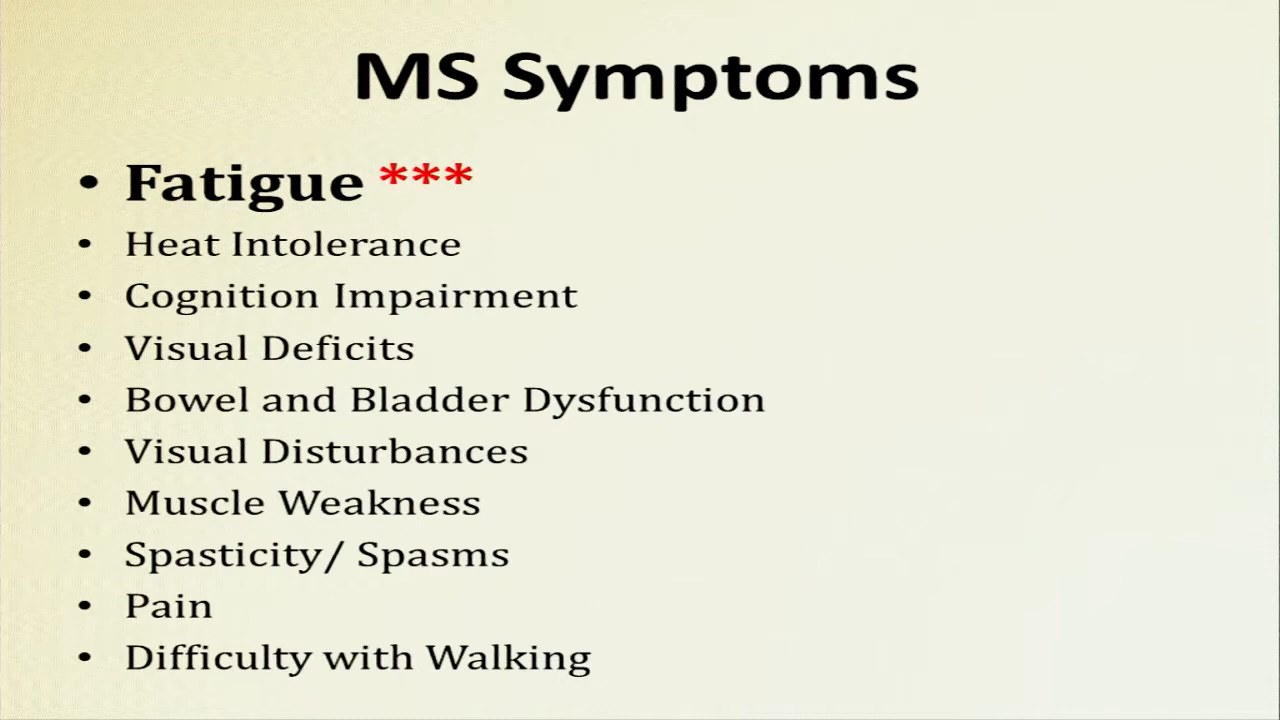 MS Symptoms
• Fatigue ***
• Heat Intolerance
• Cognition Impairment
• Visual Deficits
• Bowel and Bladder Dysfunction
• Visual Disturbances
• Muscle Weakness
• Spasticity/ Spasms
• Pain
• Difficulty with Walking